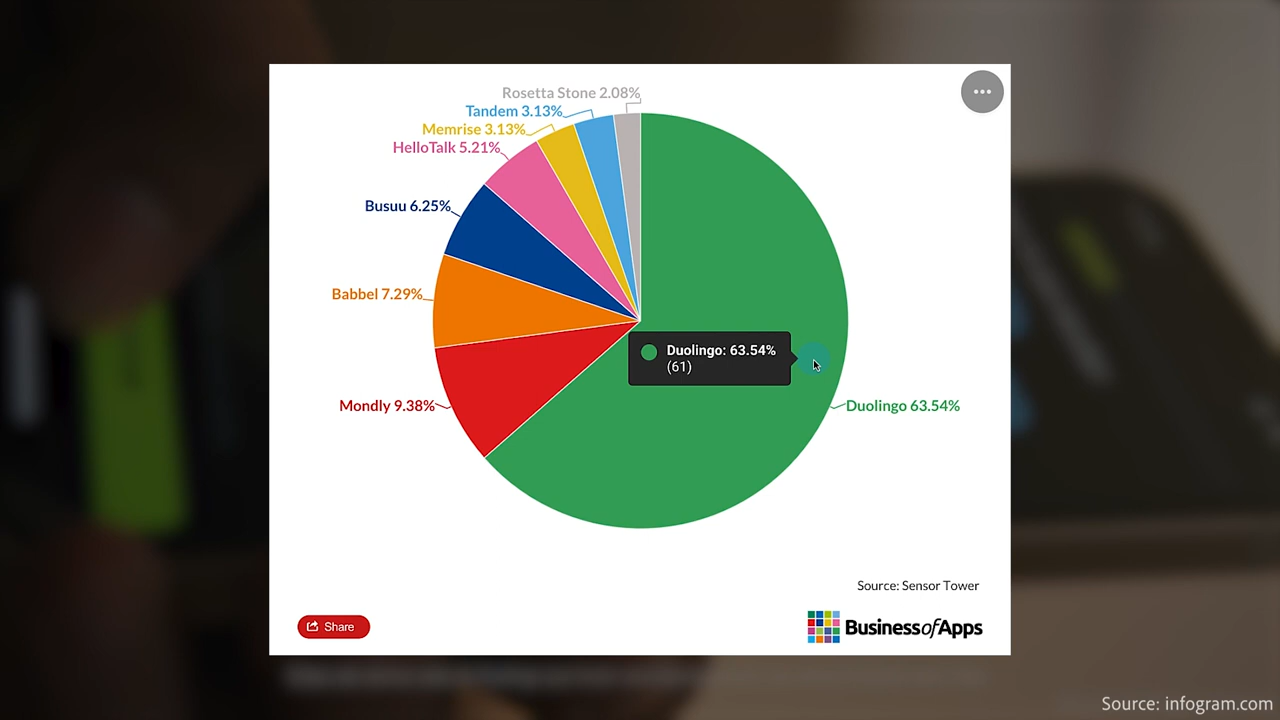 Rosetta Stone 2.08%
Tandem 3.13%
Memrise 3.13%
HelloTalk 5.21%
Busuu 6.25%
Babbel 7.29%
Duolingo: 63.54%
(61)
Mondly 9.38%
Duolingo 63.54%
Source: Sensor Tower
Share
BusinessofApps
Source: infogram.com